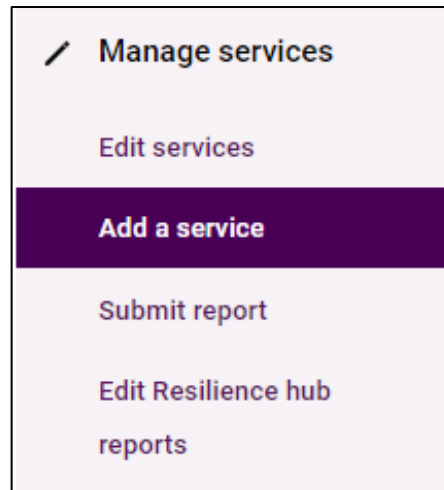 Manage services
Edit services
Add a service
Submit report
Edit Resilience hub
reports